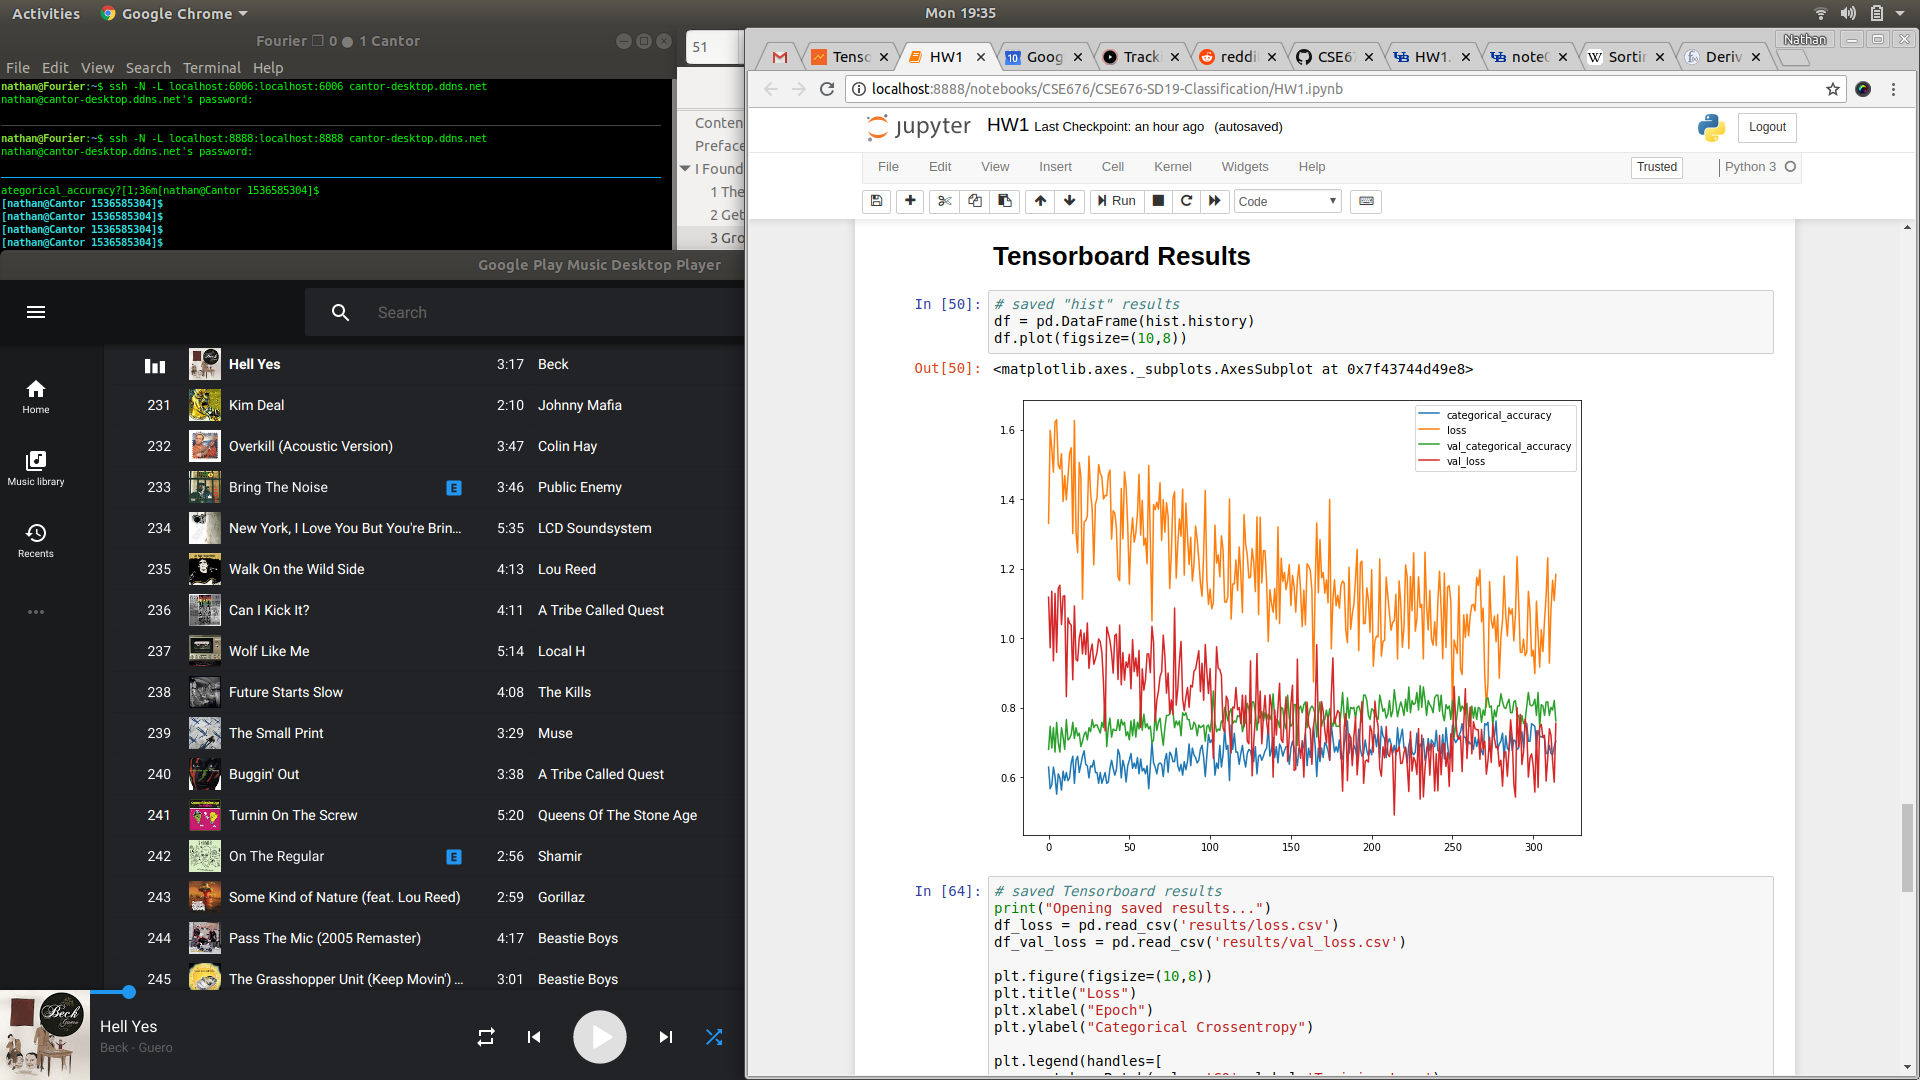 Activities
Google Chrome
Mon 19:35
Fourier ❐ 0 ● 1 Cantor
File Edit View Search Terminal Help
nathan@Fourier:~$ ssh -N -L localhost:6006:localhost:6006 cantor-desktop.ddns.net
nathan@cantor-desktop.ddns.net's password:
nathan@Fourier:~$ ssh -N -L localhost:8888:localhost:8888 cantor-desktop.ddns.net
nathan@cantor-desktop.ddns.net's password:
ategorical_accuracy?[1;36m[nathan@Cantor 1536585304]$
[nathan@Cantor 1536585304]$
[nathan@Cantor 1536585304]$
[nathan@Cantor 1536585304]$
[nathan@Cantor 1536585304]$
51
Conten
Preface
I Found
1 The
2 Get
3 Gro
Google Play Music Desktop Player
Search
Home
Music library
Recents
Hell Yes 3:17 Beck
231 Kim Deal 2:10 Johnny Mafia
232 Overkill (Acoustic Version) 3:47 Colin Hay
233 Bring The Noise E 3:46 Public Enemy
234 New York, I Love You But You're Brin... 5:35 LCD Soundsystem
235 Walk On the Wild Side 4:13 Lou Reed
236 Can I Kick It? 4:11 A Tribe Called Quest
237 Wolf Like Me 5:14 Local H
238 Future Starts Slow 4:08 The Kills
239 The Small Print 3:29 Muse
240 Buggin' Out 3:38 A Tribe Called Quest
241 Turnin On The Screw 5:20 Queens Of The Stone Age
242 On The Regular E 2:56 Shamir
243 Some Kind of Nature (feat. Lou Reed) 2:59 Gorillaz
244 Pass The Mic (2005 Remaster) 4:17 Beastie Boys
245 The Grasshopper Unit (Keep Movin') ... 3:01 Beastie Boys
Hell Yes
Beck - Guero
Nathan
Tenso HW1 Goog Track reddi CSE67 HW1. note0 Sortin Deriv
localhost:8888/notebooks/CSE676/CSE676-SD19-Classification/HW1.ipynb
jupyter HW1 Last Checkpoint: an hour ago (autosaved) Logout
File Edit View Insert Cell Kernel Widgets Help Trusted Python 3
Run Code
Tensorboard Results
In [50]: # saved "hist" results
df = pd.DataFrame(hist.history)
df.plot(figsize=(10,8))
Out[50]: <matplotlib.axes._subplots.AxesSubplot at 0x7f43744d49e8>
categorical_accuracy
loss
val_categorical_accuracy
val_loss
1.6
1.4
1.2
1.0
0.8
0.6
0 50 100 150 200 250 300
In [64]: # saved Tensorboard results
print("Opening saved results...")
df_loss = pd.read_csv('results/loss.csv')
df_val_loss = pd.read_csv('results/val_loss.csv')
plt.figure(figsize=(10,8))
plt.title("Loss")
plt.xlabel("Epoch")
plt.ylabel("Categorical Crossentropy")
plt.legend(handles=[